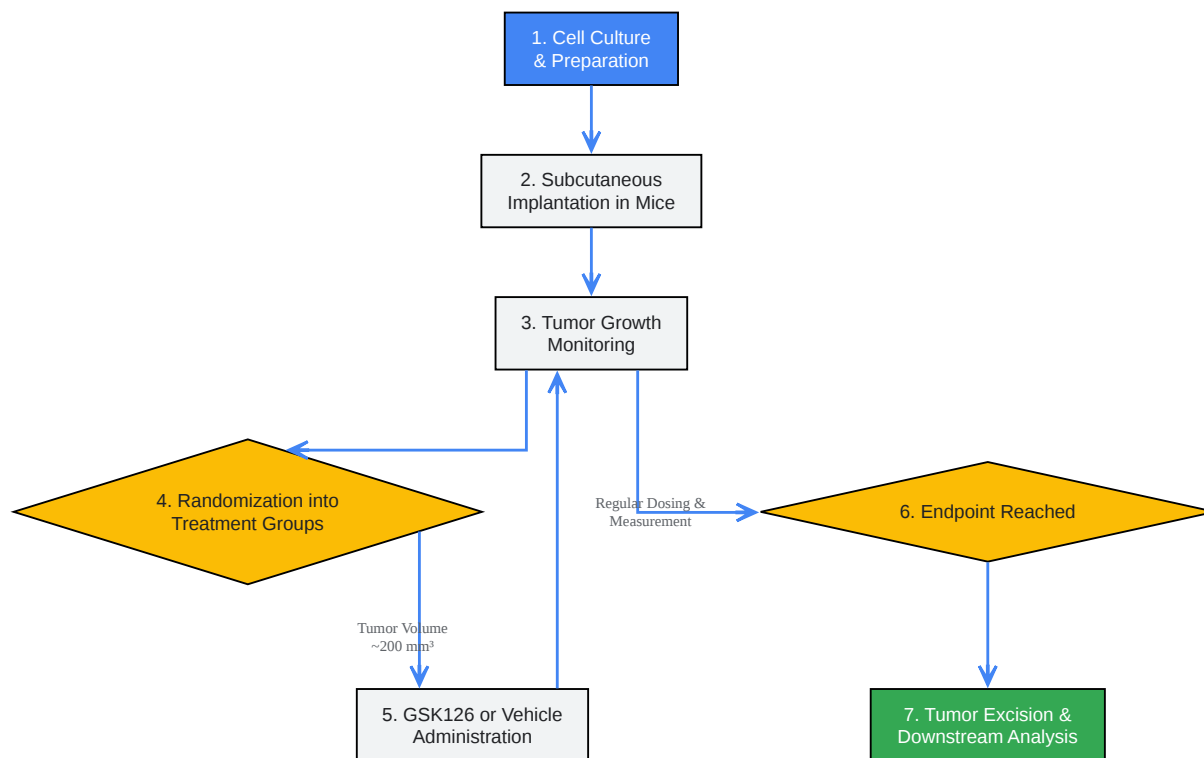 1. Cell Culture
& Preparation
2. Subcutaneous
Implantation in Mice
3. Tumor Growth
Monitoring
4. Randomization into
Treatment Groups
Regular Dosing &
Measurement
6. Endpoint Reached
Tumor Volume
~200 mm³
5. GSK126 or Vehicle
Administration
7. Tumor Excision &
Downstream Analysis